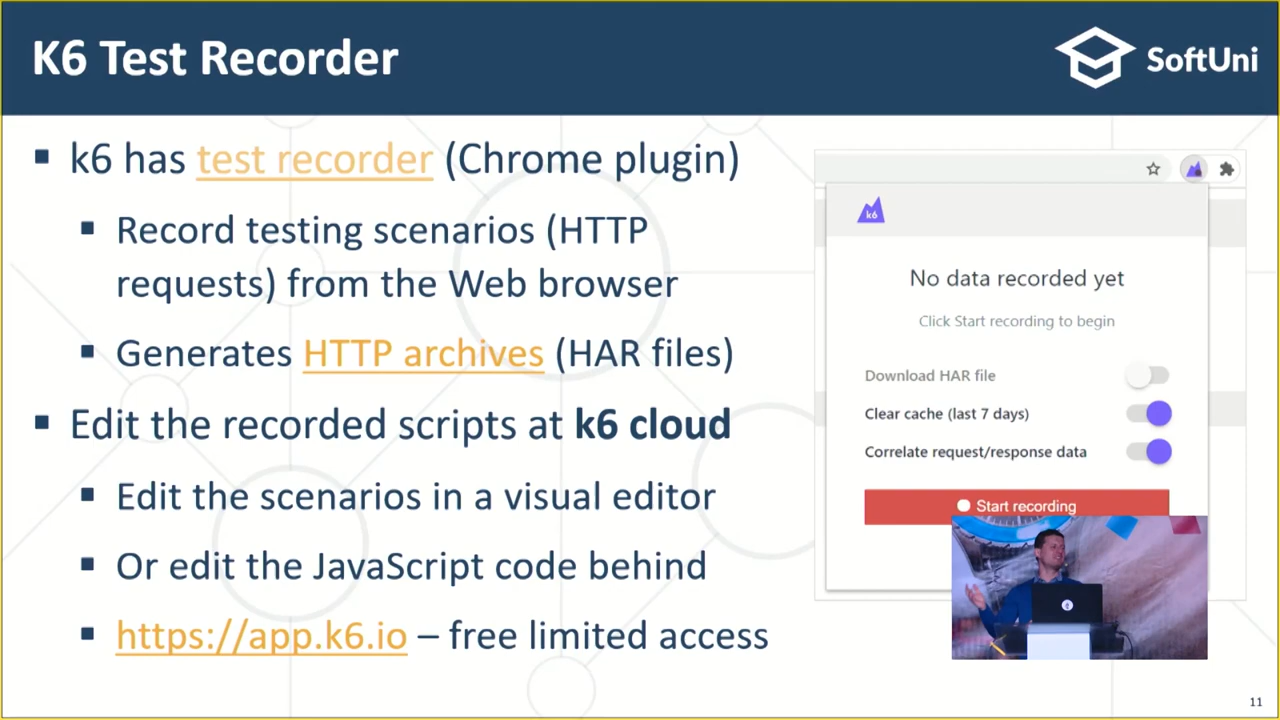 K6 Test Recorder
SoftUni
k6 has test recorder (Chrome plugin)
Record testing scenarios (HTTP
requests) from the Web browser
Generates HTTP archives (HAR files)
Edit the recorded scripts at k6 cloud
Edit the scenarios in a visual editor
Or edit the JavaScript code behind
https://app.k6.io – free limited access
k6
No data recorded yet
Click Start recording to begin
Download HAR file
Clear cache (last 7 days)
Correlate request/response data
Start recording
11